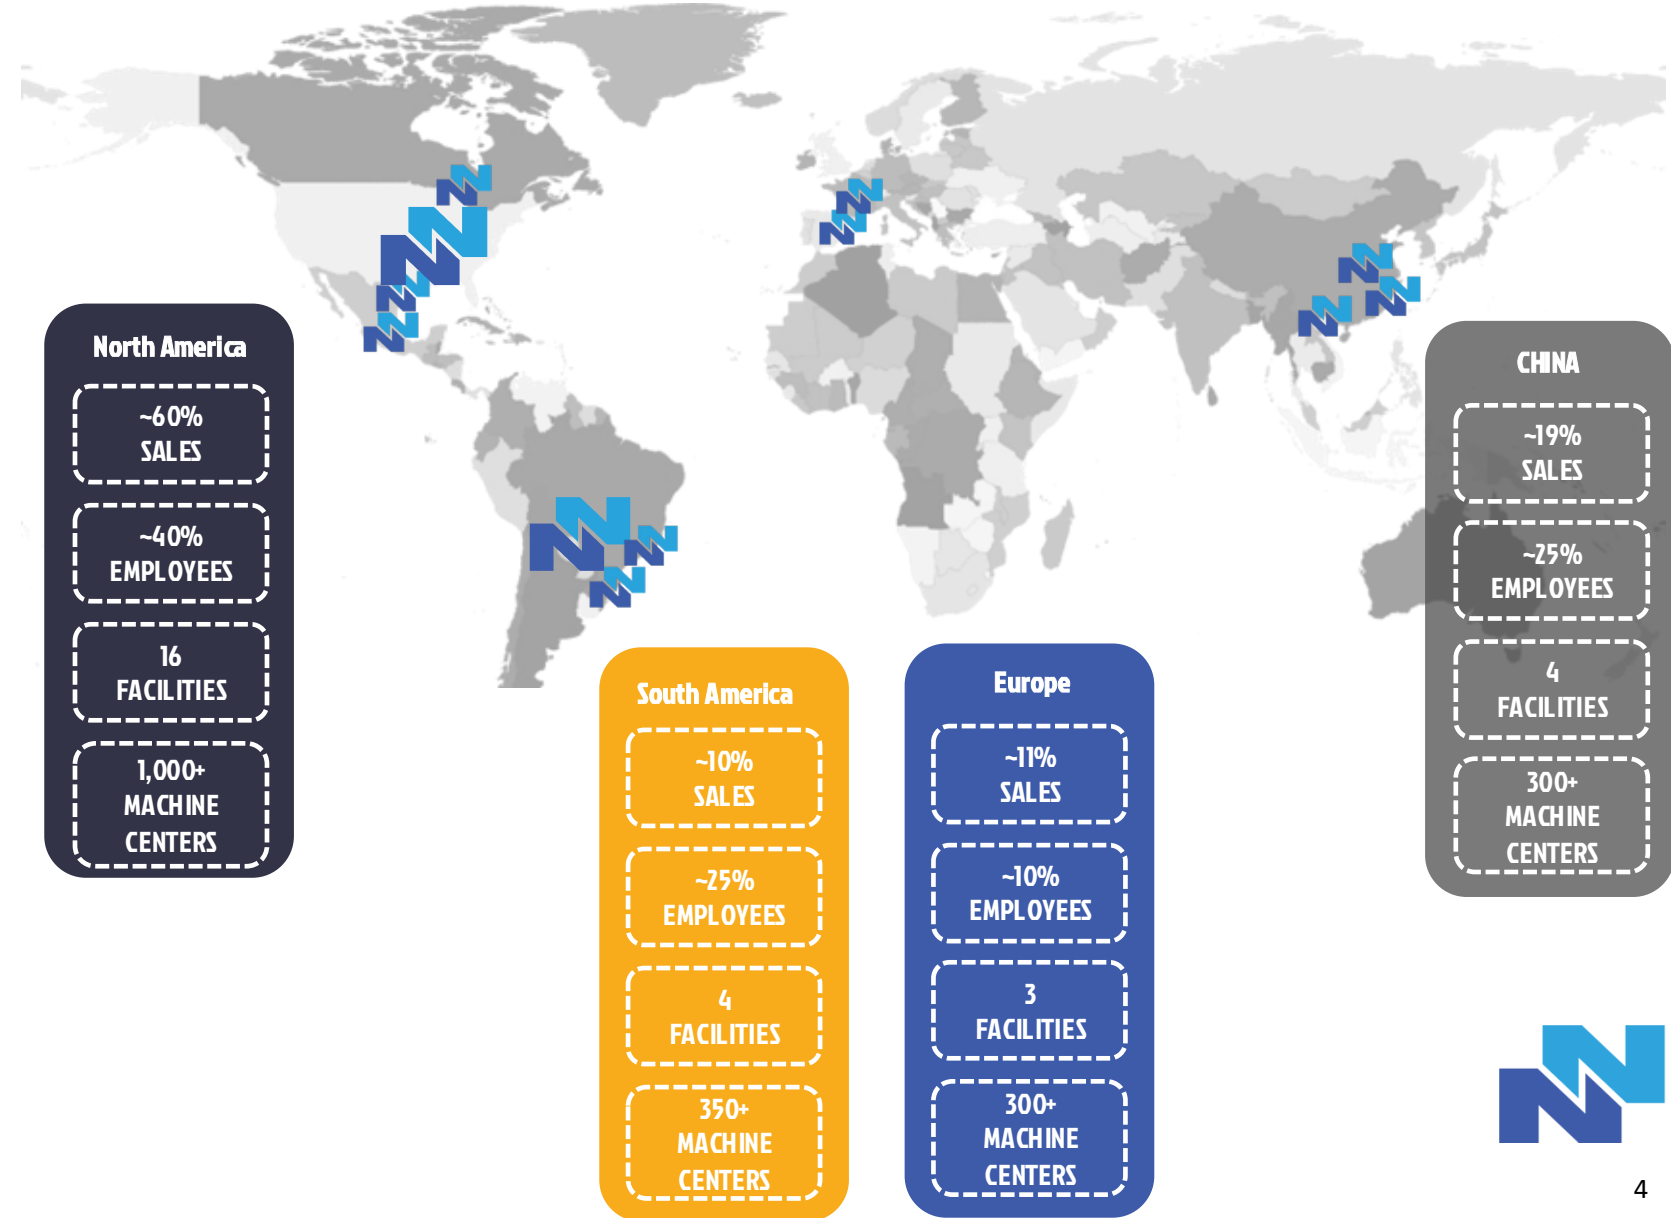 North America
~60%
SALES
~40%
EMPLOYEES
16
FACILITIES
1,000+
MACHINE
CENTERS
South America
~10%
SALES
~25%
EMPLOYEES
4
FACILITIES
350+
MACHINE
CENTERS
Europe
~11%
SALES
~10%
EMPLOYEES
3
FACILITIES
300+
MACHINE
CENTERS
CHINA
~19%
SALES
~25%
EMPLOYEES
4
FACILITIES
300+
MACHINE
CENTERS
NN
4